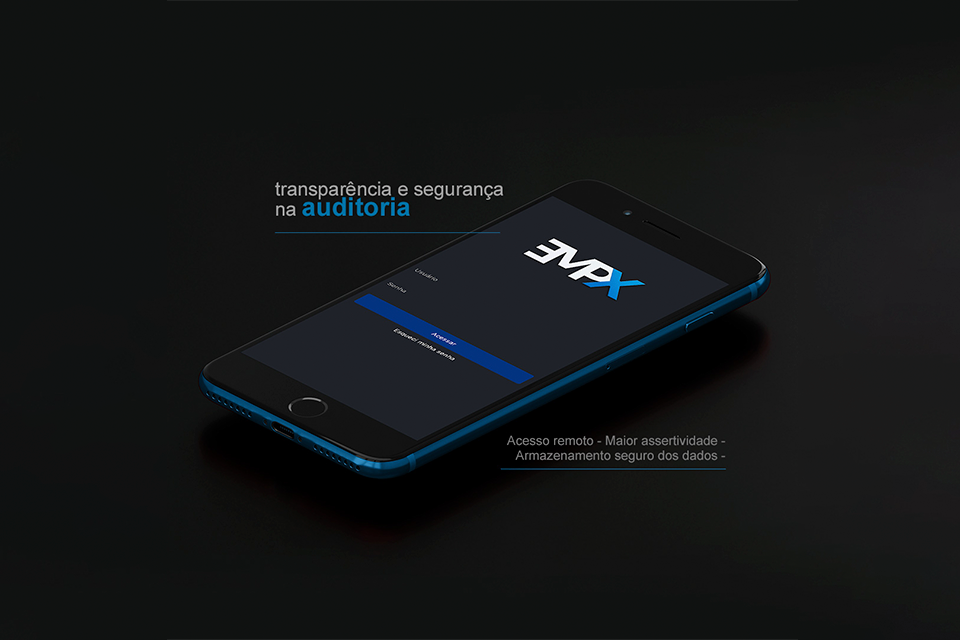 transparência e segurança
na auditoria
EMPX
Usuário
Senha
Acessar
Esqueci minha senha
Acesso remoto - Maior assertividade -
Armazenamento seguro dos dados -